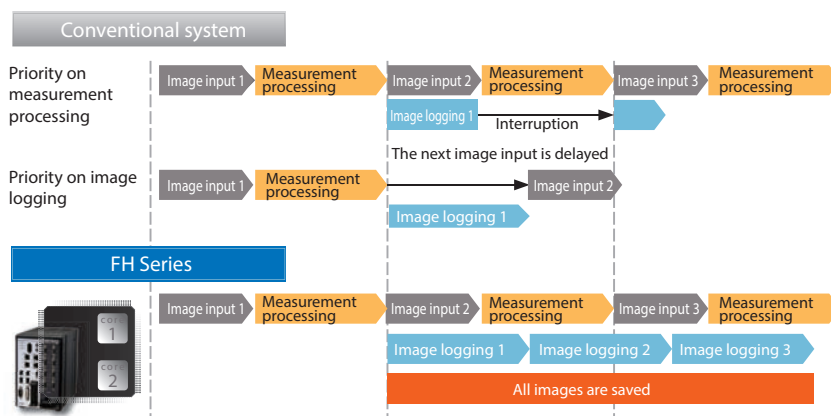 Conventional system
Priority on
measurement
processing
Image input 1
Measurement
processing
Image input 2
Measurement
processing
Image input 3
Measurement
processing
Image logging 1
Interruption
The next image input is delayed
Priority on image
logging
Image input 1
Measurement
processing
Image input 2
Image logging 1
FH Series
Image input 1
Measurement
processing
Image input 2
Measurement
processing
Image input 3
Measurement
processing
core
1
core
2
Image logging 1
Image logging 2
Image logging 3
All images are saved